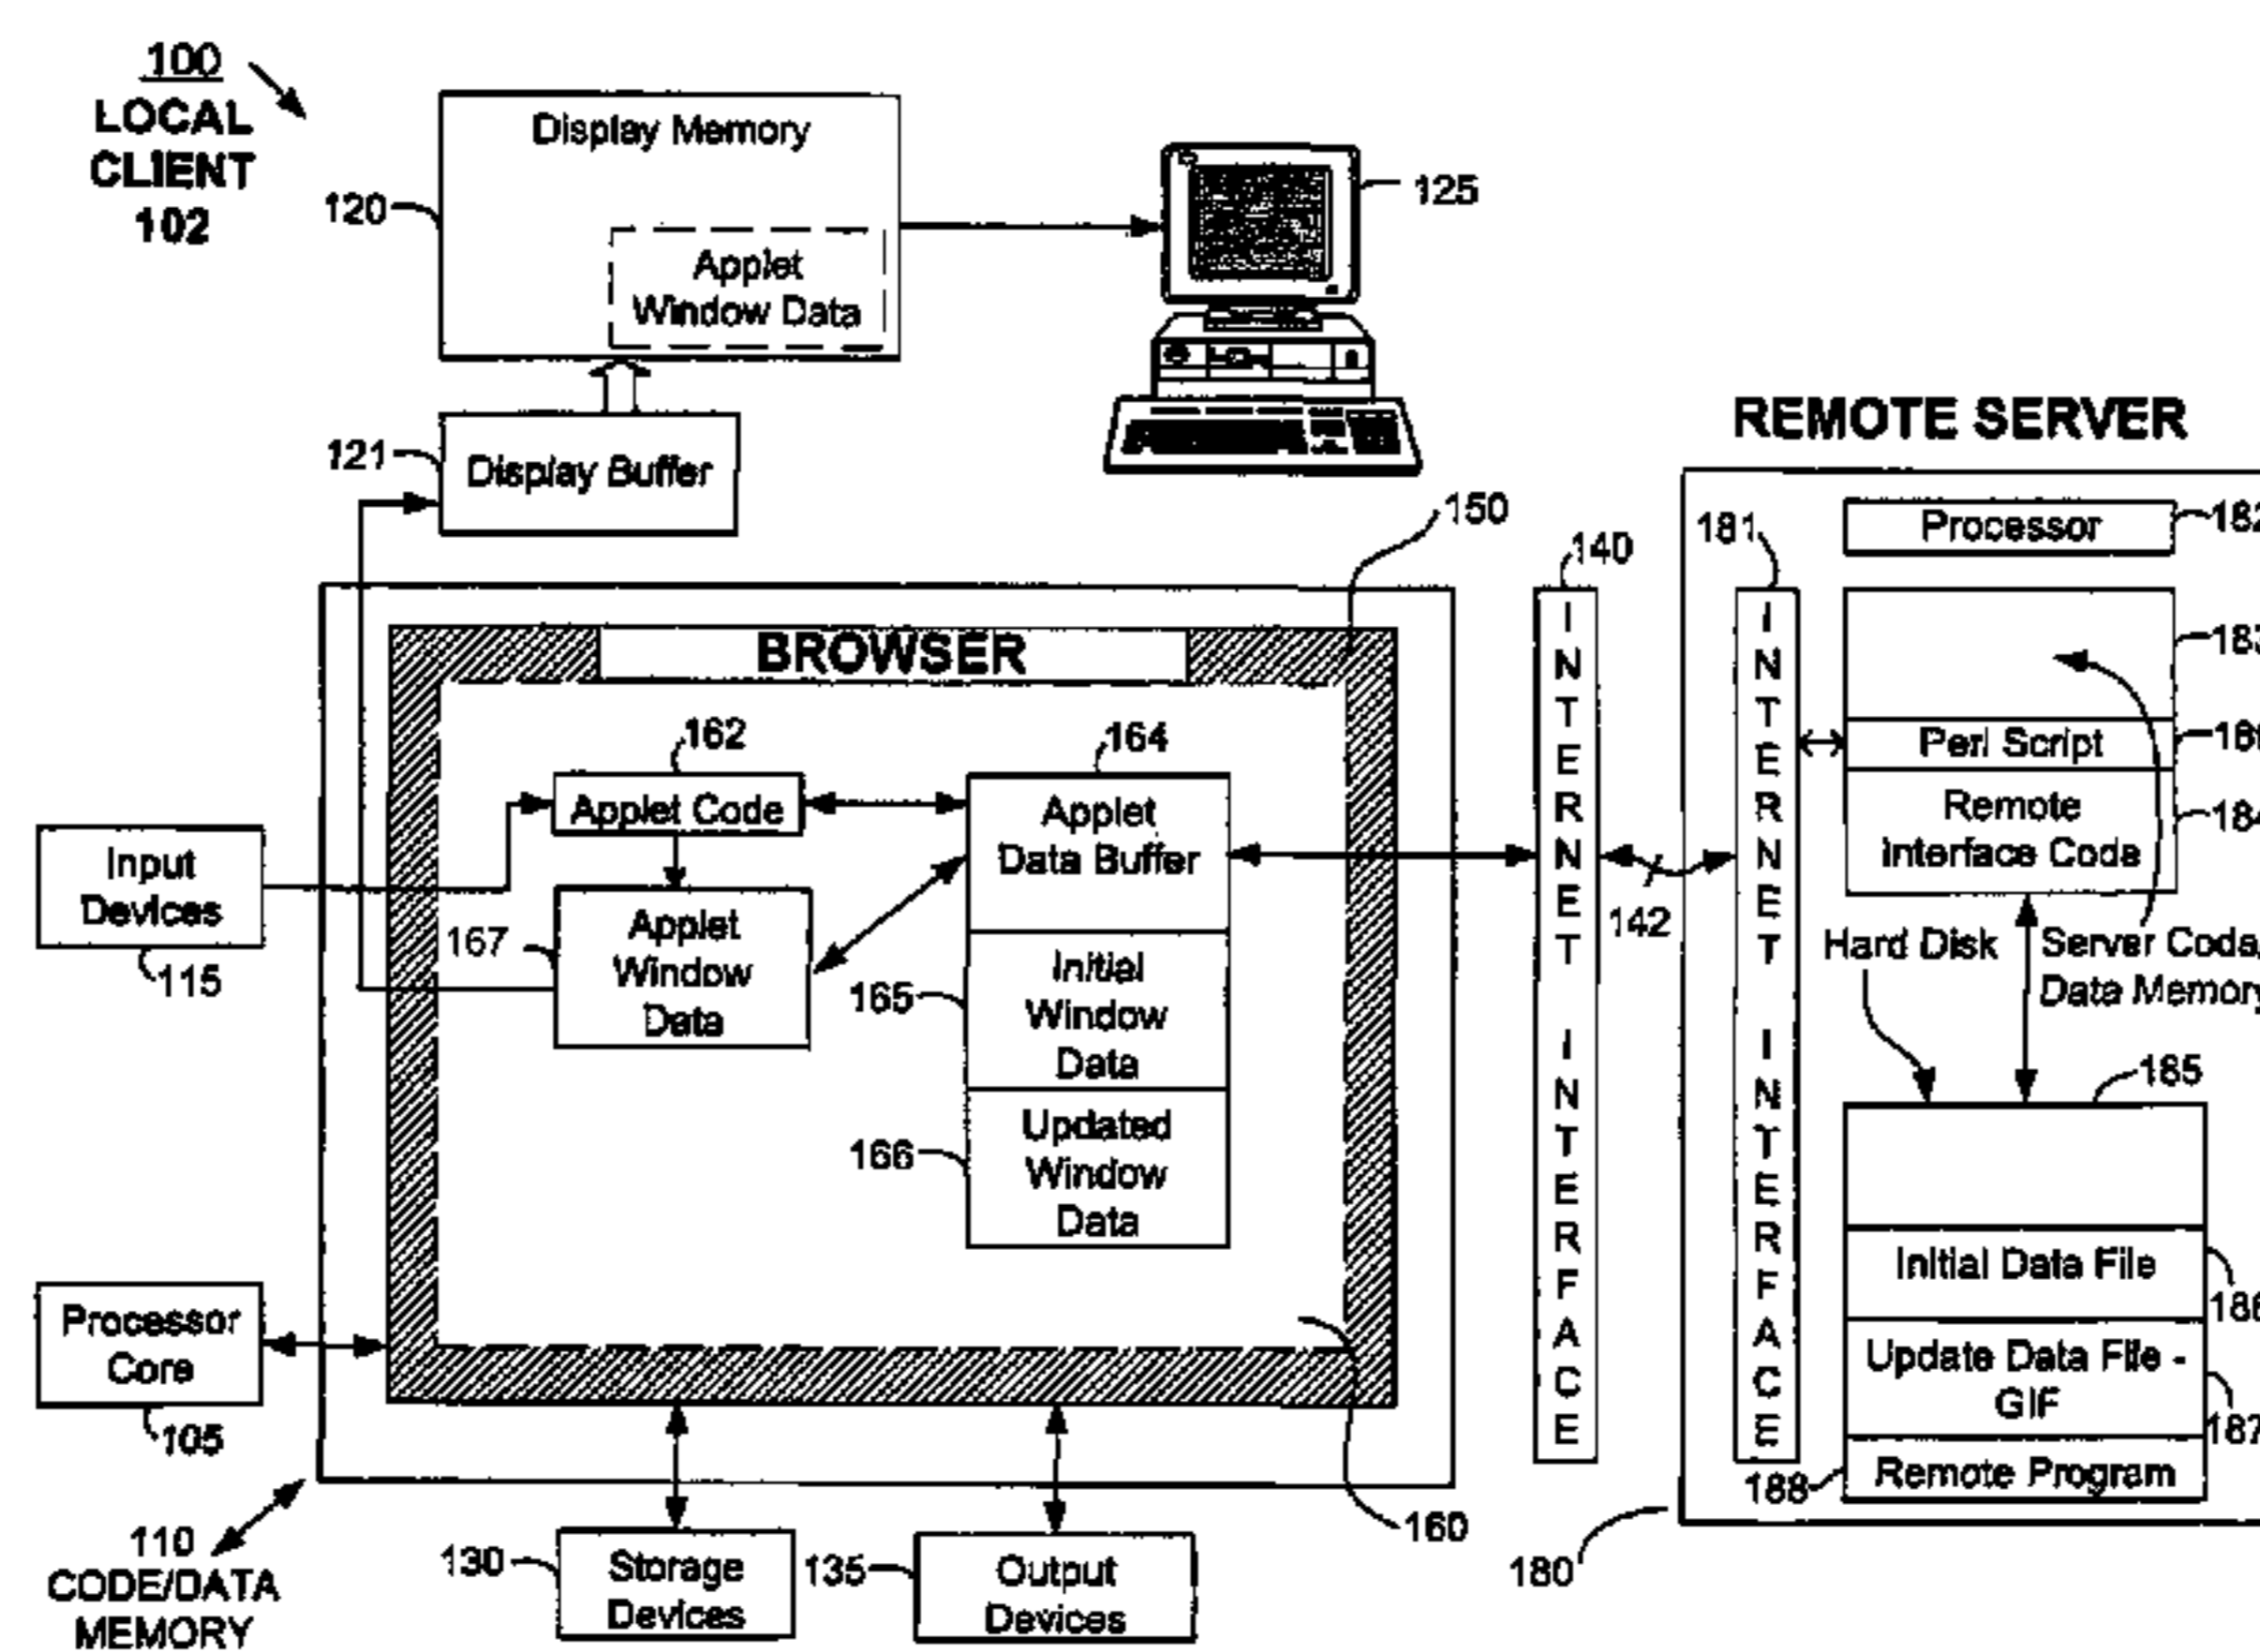 100
LOCAL
CLIENT
102
Display Memory
120
Applet
Window Data
125
121
Display Buffer
REMOTE SERVER
150
140
181
Processor
BROWSER
162
164
Applet Code
Applet
Data Buffer
Perl Script
Remote
Interface Code
Input
Devices
115
167
Applet
Window
Data
165
Initial
Window
Data
142
Hard Disk
Server Code/
Data Memory
185
166
Updated
Window
Data
INTERNET INTERFACE
INTERNET INTERFACE
Initial Data File
186
Update Data File -
GIF
187
Processor
Core
105
188
Remote Program
160
180
110
CODE/DATA
MEMORY
130
Storage
Devices
135
Output
Devices